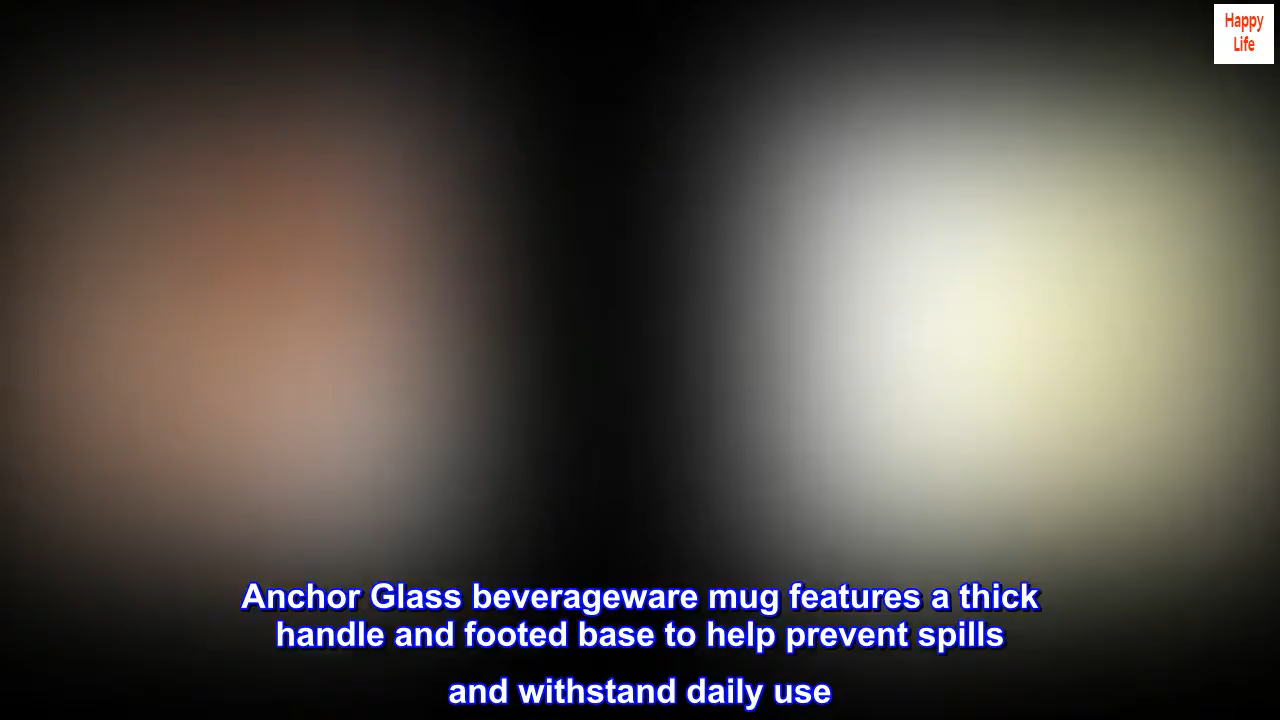 Happy
Life
Anchor Glass beverageware mug features a thick
handle and footed base to help prevent spills
and withstand daily use